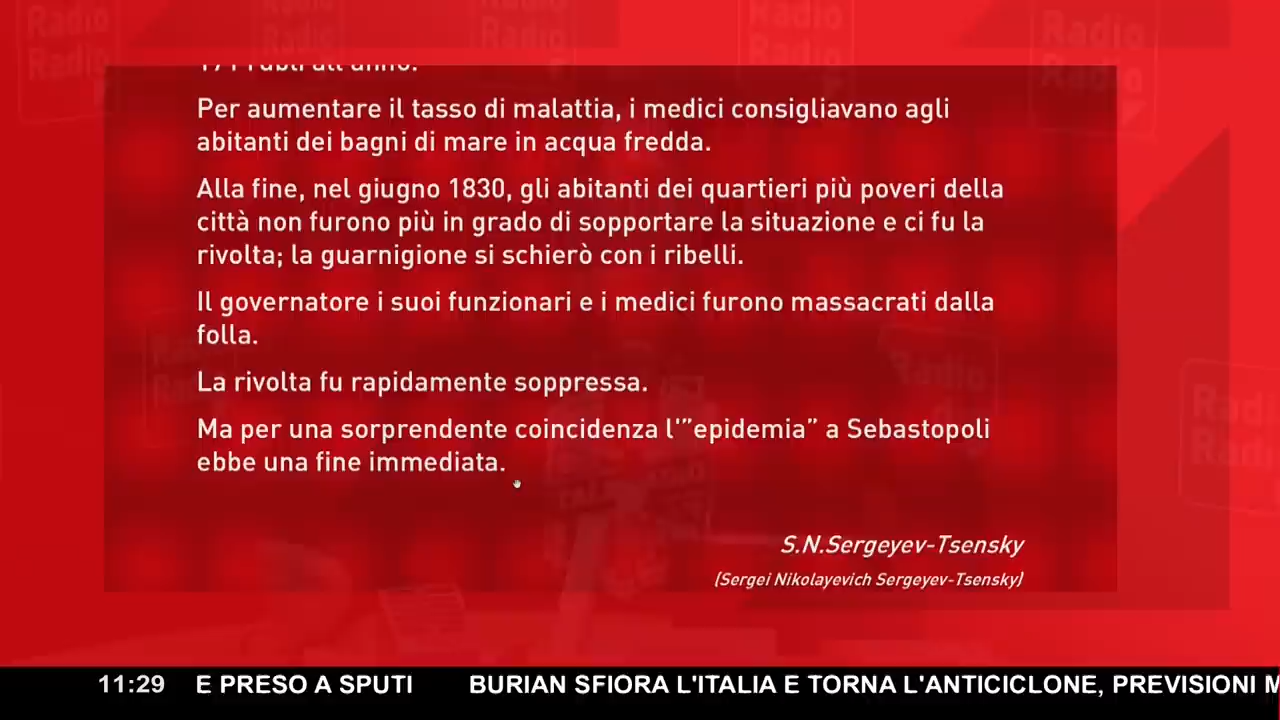 Per aumentare il tasso di malattia, i medici consigliavano agli
abitanti dei bagni di mare in acqua fredda.
Alla fine, nel giugno 1830, gli abitanti dei quartieri più poveri della
città non furono più in grado di sopportare la situazione e ci fu la
rivolta; la guarnigione si schierò con i ribelli.
Il governatore i suoi funzionari e i medici furono massacrati dalla
folla.
La rivolta fu rapidamente soppressa.
Ma per una sorprendente coincidenza l'”epidemia” a Sebastopoli
ebbe una fine immediata.
S.N.Sergeyev-Tsensky
(Sergei Nikolayevich Sergeyev-Tsensky)
11:29 E PRESO A SPUTI BURIAN SFIORA L'ITALIA E TORNA L'ANTICICLONE, PREVISIONI